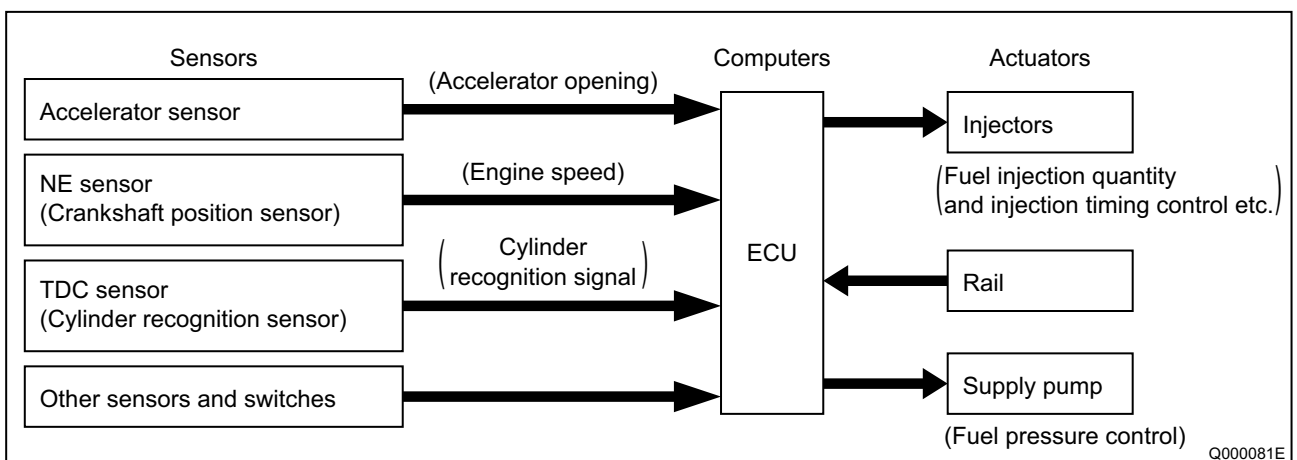 Sensors
Computers
Actuators
Accelerator sensor
(Accelerator opening)
NE sensor
(Crankshaft position sensor)
(Engine speed)
TDC sensor
(Cylinder recognition sensor)
(Cylinder
recognition signal)
Other sensors and switches
ECU
Injectors
(Fuel injection quantity
and injection timing control etc.)
Rail
Supply pump
(Fuel pressure control)
Q000081E